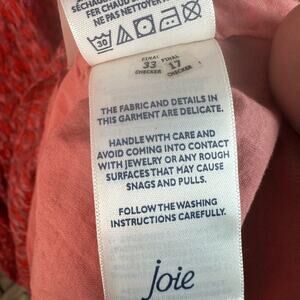 FER CHAUD
NE PAS NETTOYER
30
FINAL FINAL
33 17
CHECKER CHECKER
THE FABRIC AND DETAILS IN
THIS GARMENT ARE DELICATE.
HANDLE WITH CARE AND
AVOID COMING INTO CONTACT
WITH JEWELRY OR ANY ROUGH
SURFACES THAT MAY CAUSE
SNAGS AND PULLS.
FOLLOW THE WASHING
INSTRUCTIONS CAREFULLY.
joie